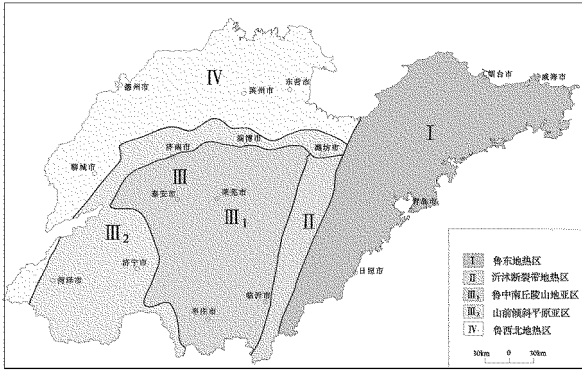 烟台市
威海市
IV
东营市
滨州市
德州市
I
淄博市
济南市
潍坊市
聊城市
III
泰安市
莱芜市
青岛市
III₁
II
III₂
济宁市
日照市
菏泽市
临沂市
枣庄市
I 鲁东地热区
II 沂沭断裂带地热区
III₁ 鲁中南丘陵山地亚区
III₂ 山前倾斜平原亚区
IV 鲁西北地热区
30km 0 30km